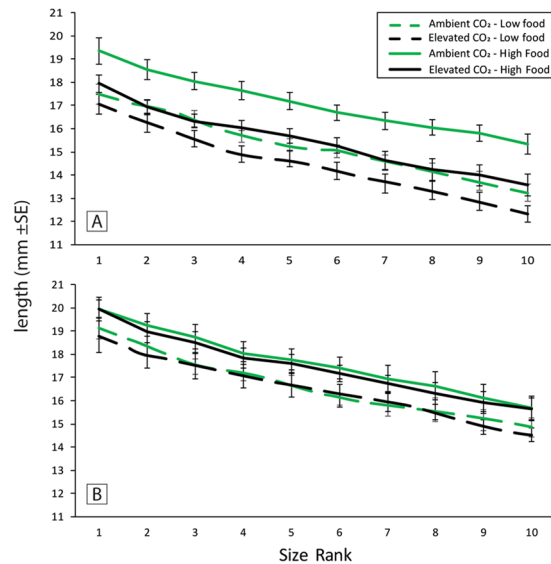 21
20
19
18
17
16
15
14
13
12
11
Ambient CO₂ - Low food
Elevated CO₂ - Low food
Ambient CO₂ - High Food
Elevated CO₂ - High Food
A
1 2 3 4 5 6 7 8 9 10
length (mm ±SE)
21
20
19
18
17
16
15
14
13
12
11
B
1 2 3 4 5 6 7 8 9 10
Size Rank